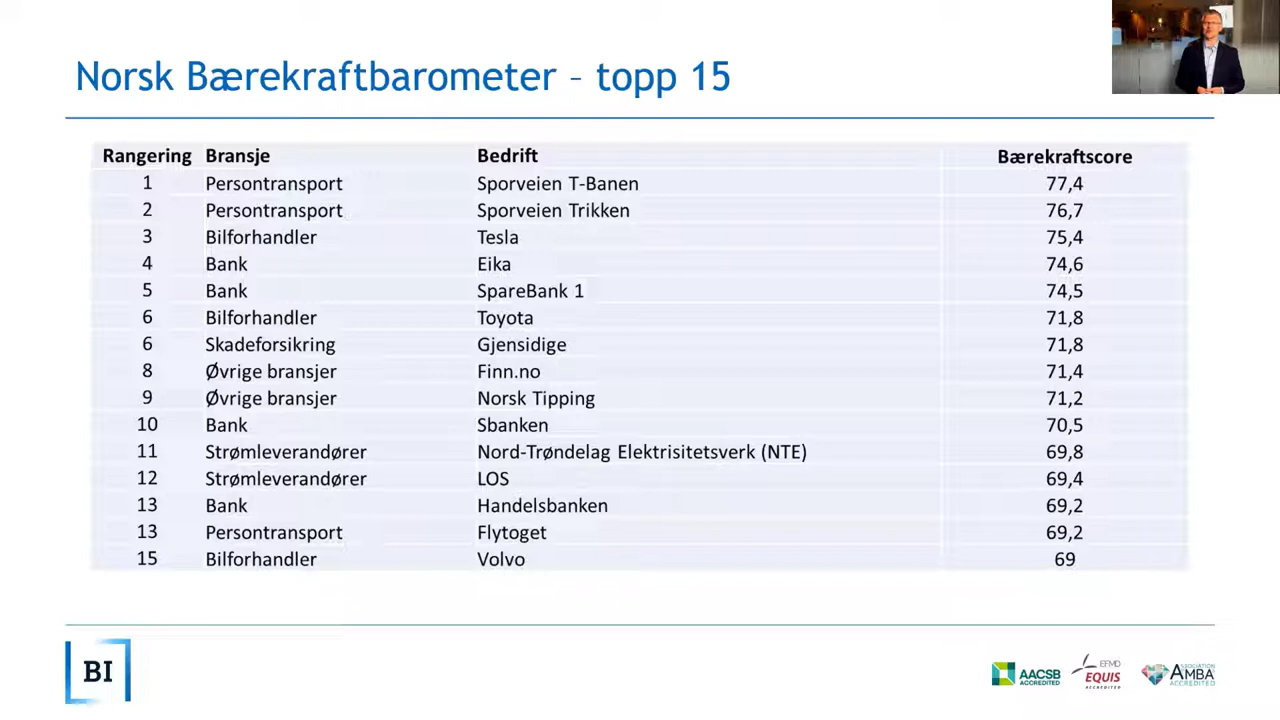 Norsk Bærekraftbarometer – topp 15
Rangering Bransje Bedrift Bærekraftscore
1 Persontransport Sporveien T-Banen 77,4
2 Persontransport Sporveien Trikken 76,7
3 Bilforhandler Tesla 75,4
4 Bank Eika 74,6
5 Bank SpareBank 1 74,5
6 Bilforhandler Toyota 71,8
6 Skadeforsikring Gjensidige 71,8
8 Øvrige bransjer Finn.no 71,4
9 Øvrige bransjer Norsk Tipping 71,2
10 Bank Sbanken 70,5
11 Strømleverandører Nord-Trøndelag Elektrisitetsverk (NTE) 69,8
12 Strømleverandører LOS 69,4
13 Bank Handelsbanken 69,2
13 Persontransport Flytoget 69,2
15 Bilforhandler Volvo 69
BI
AACSB
ACCREDITED
EFMD
EQUIS
ACCREDITED
ASSOCIATION
AMBA
ACCREDITED